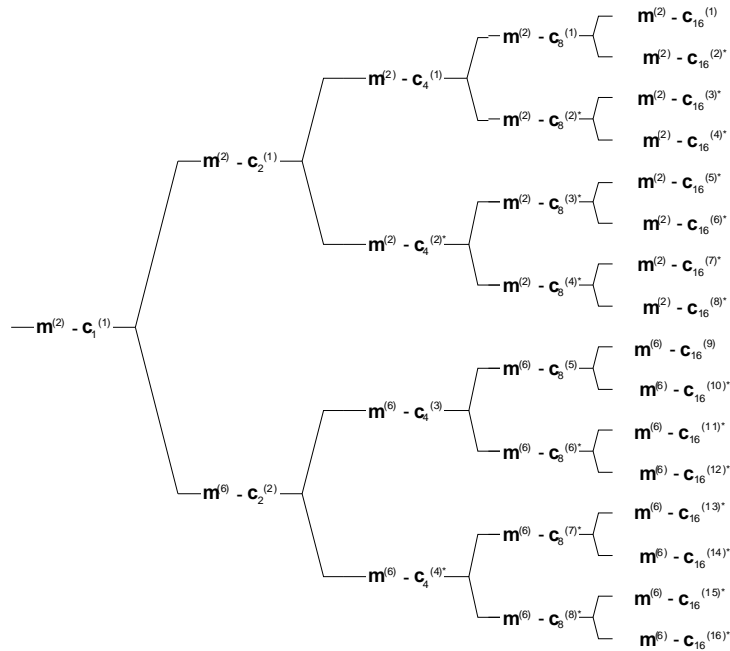 m(2) - c16(1)
m(2) - c8(1)
m(2) - c16(2)*
m(2) - c4(1)
m(2) - c16(3)*
m(2) - c8(2)*
m(2) - c16(4)*
m(2) - c2(1)
m(2) - c16(5)*
m(2) - c8(3)*
m(2) - c16(6)*
m(2) - c4(2)*
m(2) - c16(7)*
m(2) - c8(4)*
m(2) - c16(8)*
m(2) - c1(1)
m(6) - c16(9)
m(6) - c8(5)
m(6) - c16(10)*
m(6) - c4(3)
m(6) - c16(11)*
m(6) - c8(6)*
m(6) - c16(12)*
m(6) - c2(2)
m(6) - c16(13)*
m(6) - c8(7)*
m(6) - c16(14)*
m(6) - c4(4)*
m(6) - c16(15)*
m(6) - c8(8)*
m(6) - c16(16)*